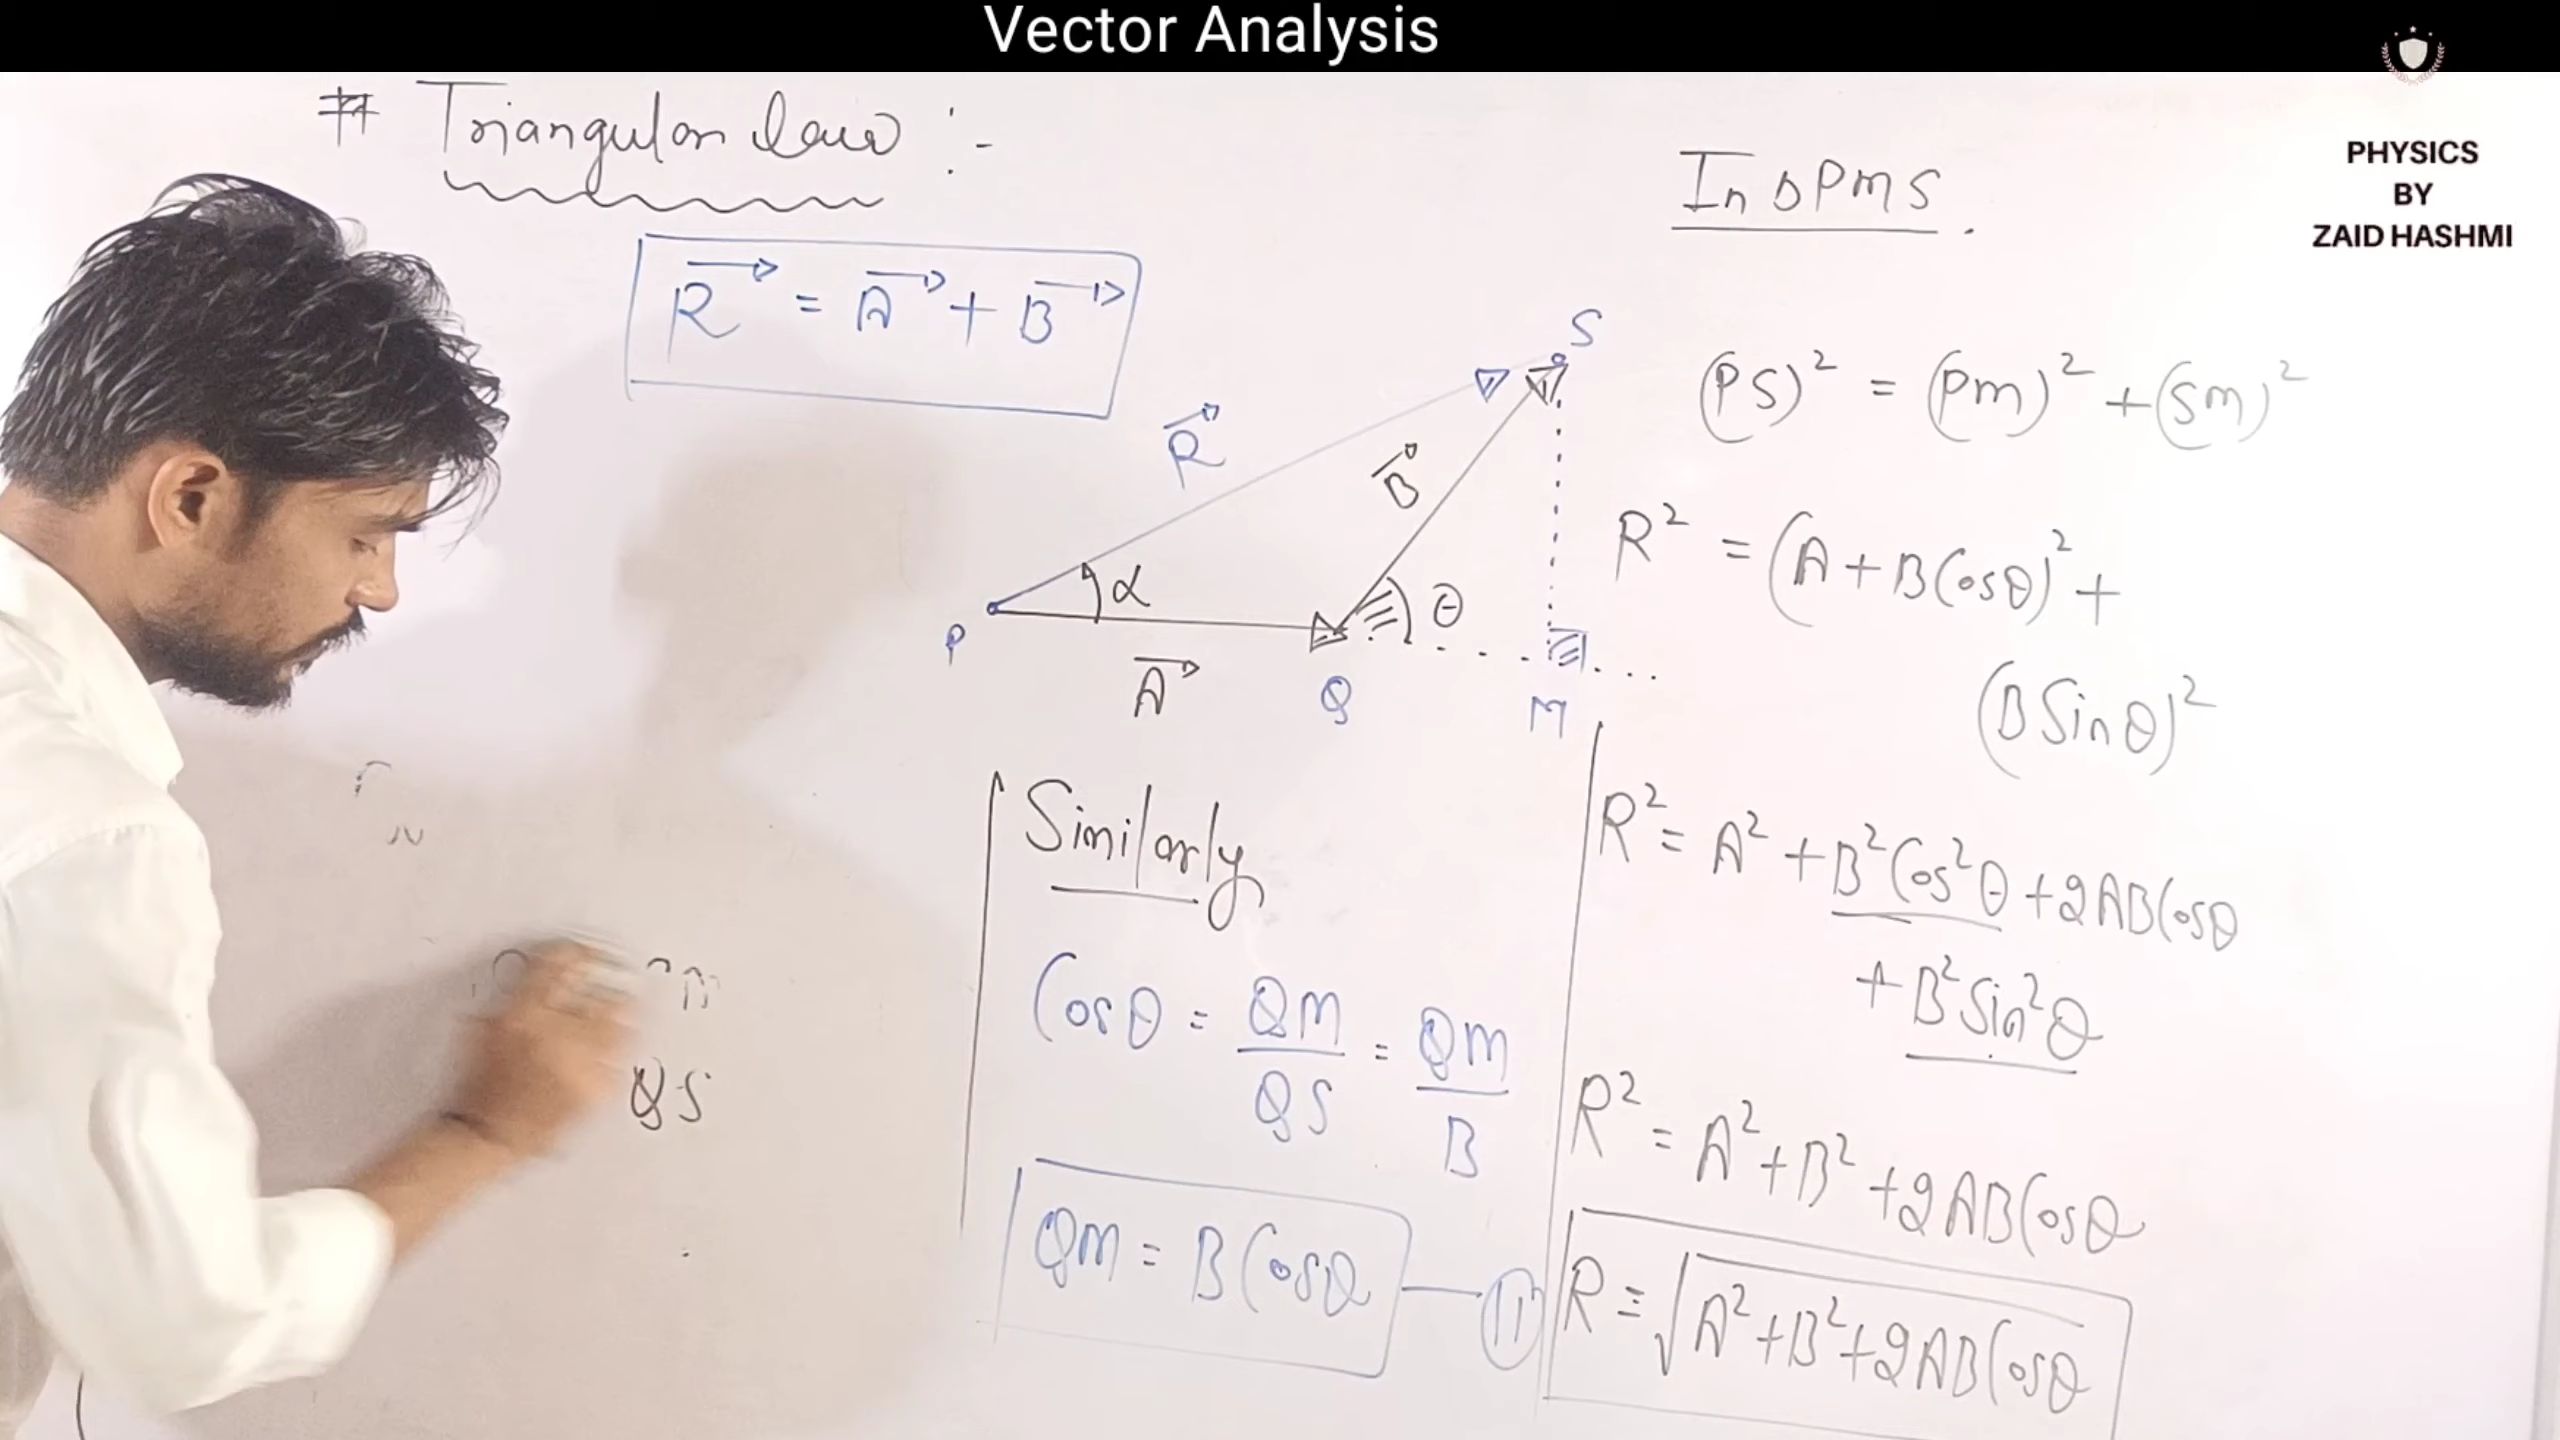 Vector Analysis
PHYSICS
BY
ZAID HASHMI
# Triangular law :-
R = A + B
S
R
B
α
θ
P
A
Q
M
Similarly
Cosθ = QM/QS = QM/B
QM = B Cosθ — II
QS
In Δ PMS.
(PS)² = (PM)² + (SM)²
R² = (A + B Cosθ)² +
(B Sinθ)²
R² = A² + B² Cos²θ + 2AB Cosθ
+ B² Sin²θ
R² = A² + B² + 2AB Cosθ
R = √A² + B² + 2AB Cosθ